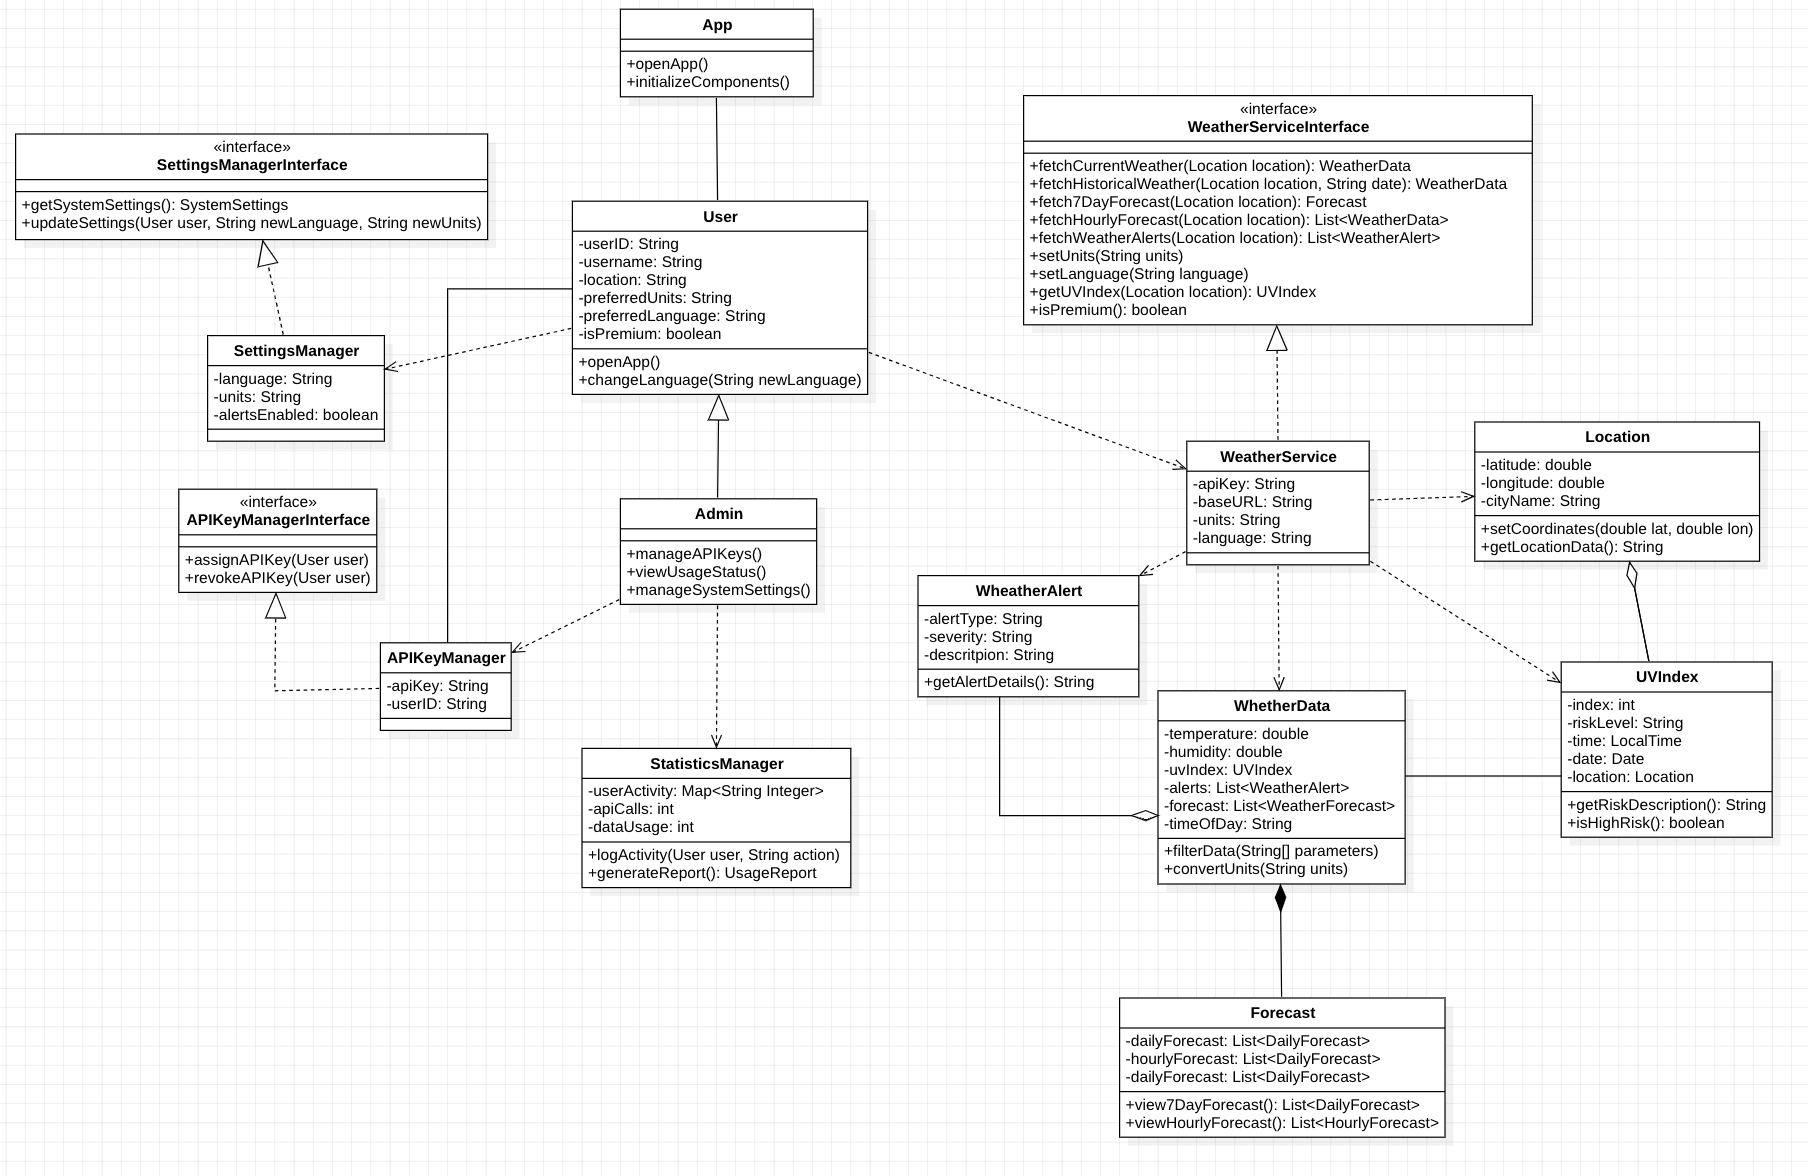 App
+openApp()
+initializeComponents()
«interface»
SettingsManagerInterface
+getSystemSettings(): SystemSettings
+updateSettings(User user, String newLanguage, String newUnits)
«interface»
WeatherServiceInterface
+fetchCurrentWeather(Location location): WeatherData
+fetchHistoricalWeather(Location location, String date): WeatherData
+fetch7DayForecast(Location location): Forecast
+fetchHourlyForecast(Location location): List<WeatherData>
+fetchWeatherAlerts(Location location): List<WeatherAlert>
+setUnits(String units)
+setLanguage(String language)
+getUVIndex(Location location): UVIndex
+isPremium(): boolean
User
-userID: String
-username: String
-location: String
-preferredUnits: String
-preferredLanguage: String
-isPremium: boolean
+openApp()
+changeLanguage(String newLanguage)
SettingsManager
-language: String
-units: String
-alertsEnabled: boolean
«interface»
APIKeyManagerInterface
+assignAPIKey(User user)
+revokeAPIKey(User user)
Admin
+manageAPIKeys()
+viewUsageStatus()
+manageSystemSettings()
WeatherService
-apiKey: String
-baseURL: String
-units: String
-language: String
Location
-latitude: double
-longitude: double
-cityName: String
+setCoordinates(double lat, double lon)
+getLocationData(): String
APIKeyManager
-apiKey: String
-userID: String
WheatherAlert
-alertType: String
-severity: String
-descritpion: String
+getAlertDetails(): String
StatisticsManager
-userActivity: Map<String Integer>
-apiCalls: int
-dataUsage: int
+logActivity(User user, String action)
+generateReport(): UsageReport
WhetherData
-temperature: double
-humidity: double
-uvIndex: UVIndex
-alerts: List<WeatherAlert>
-forecast: List<WeatherForecast>
-timeOfDay: String
+filterData(String[] parameters)
+convertUnits(String units)
UVIndex
-index: int
-riskLevel: String
-time: LocalTime
-date: Date
-location: Location
+getRiskDescription(): String
+isHighRisk(): boolean
Forecast
-dailyForecast: List<DailyForecast>
-hourlyForecast: List<DailyForecast>
-dailyForecast: List<DailyForecast>
+view7DayForecast(): List<DailyForecast>
+viewHourlyForecast(): List<HourlyForecast>